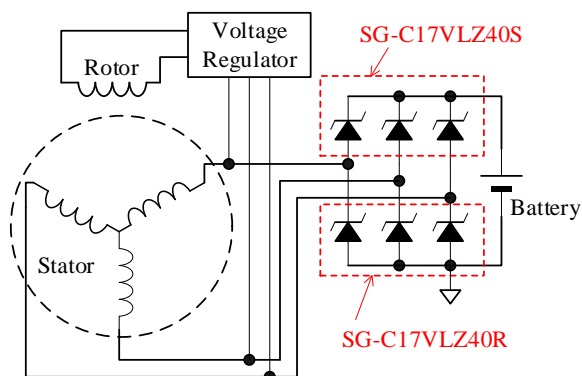 Voltage
Regulator
SG-C17VLZ40S
Rotor
Battery
Stator
SG-C17VLZ40R